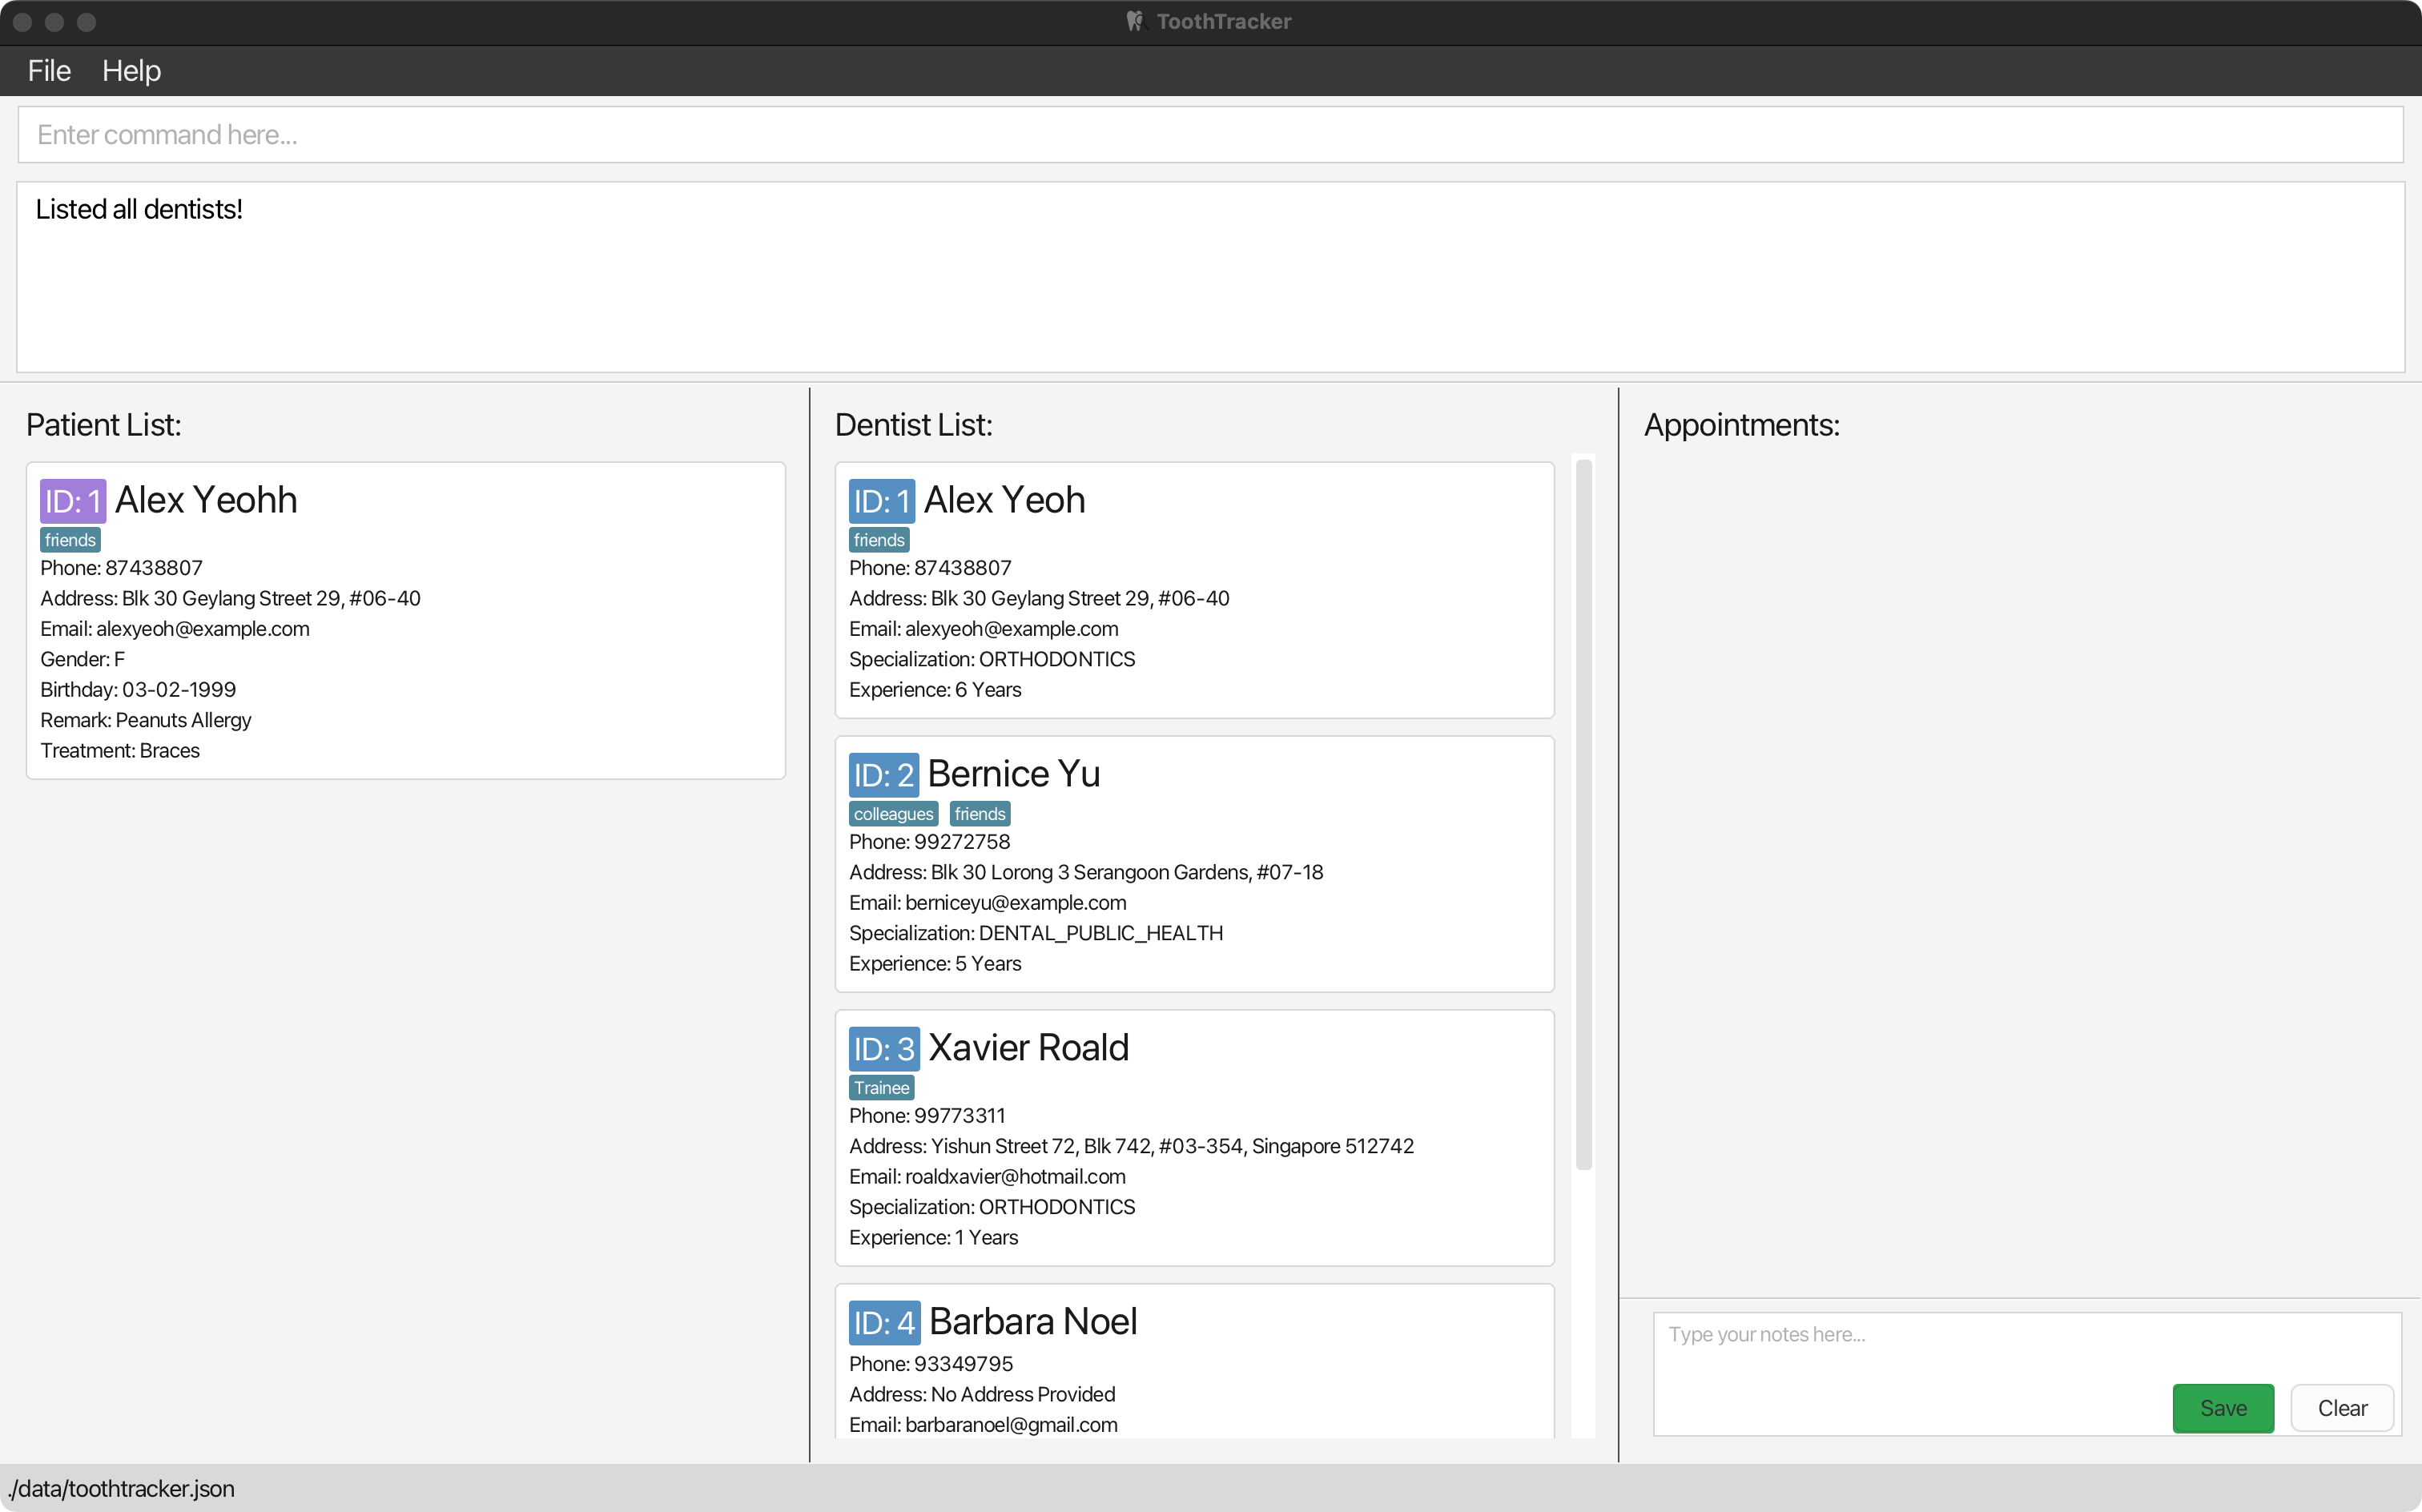 ToothTracker
File Help
Enter command here...
Listed all dentists!
Patient List:
ID: 1 Alex Yeohh
friends
Phone: 87438807
Address: Blk 30 Geylang Street 29, #06-40
Email: alexyeoh@example.com
Gender: F
Birthday: 03-02-1999
Remark: Peanuts Allergy
Treatment: Braces
Dentist List:
ID: 1 Alex Yeoh
friends
Phone: 87438807
Address: Blk 30 Geylang Street 29, #06-40
Email: alexyeoh@example.com
Specialization: ORTHODONTICS
Experience: 6 Years
ID: 2 Bernice Yu
colleagues friends
Phone: 99272758
Address: Blk 30 Lorong 3 Serangoon Gardens, #07-18
Email: berniceyu@example.com
Specialization: DENTAL_PUBLIC_HEALTH
Experience: 5 Years
ID: 3 Xavier Roald
Trainee
Phone: 99773311
Address: Yishun Street 72, Blk 742, #03-354, Singapore 512742
Email: roaldxavier@hotmail.com
Specialization: ORTHODONTICS
Experience: 1 Years
ID: 4 Barbara Noel
Phone: 93349795
Address: No Address Provided
Email: barbaranoel@gmail.com
Appointments:
Type your notes here...
Save Clear
./data/toothtracker.json